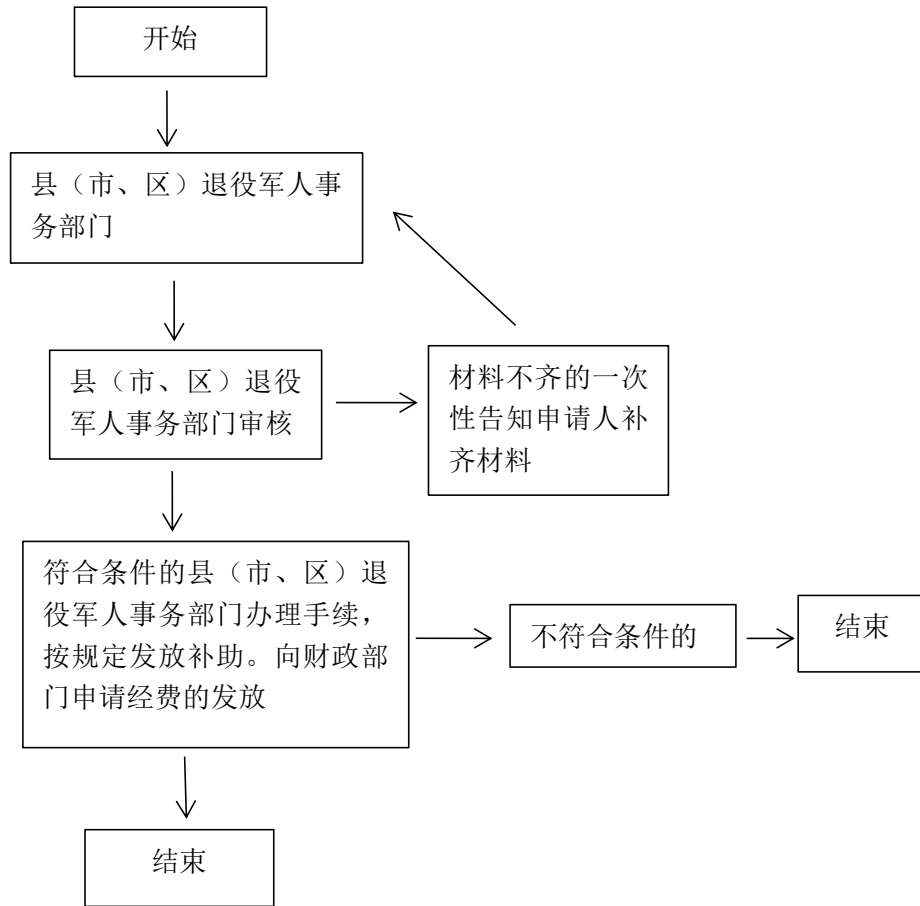 开始
县（市、区）退役军人事
务部门
县（市、区）退役
军人事务部门审核
材料不齐的一次
性告知申请人补
齐材料
符合条件的县（市、区）退
役军人事务部门办理手续，
按规定发放补助。向财政部
门申请经费的发放
不符合条件的
结束
结束